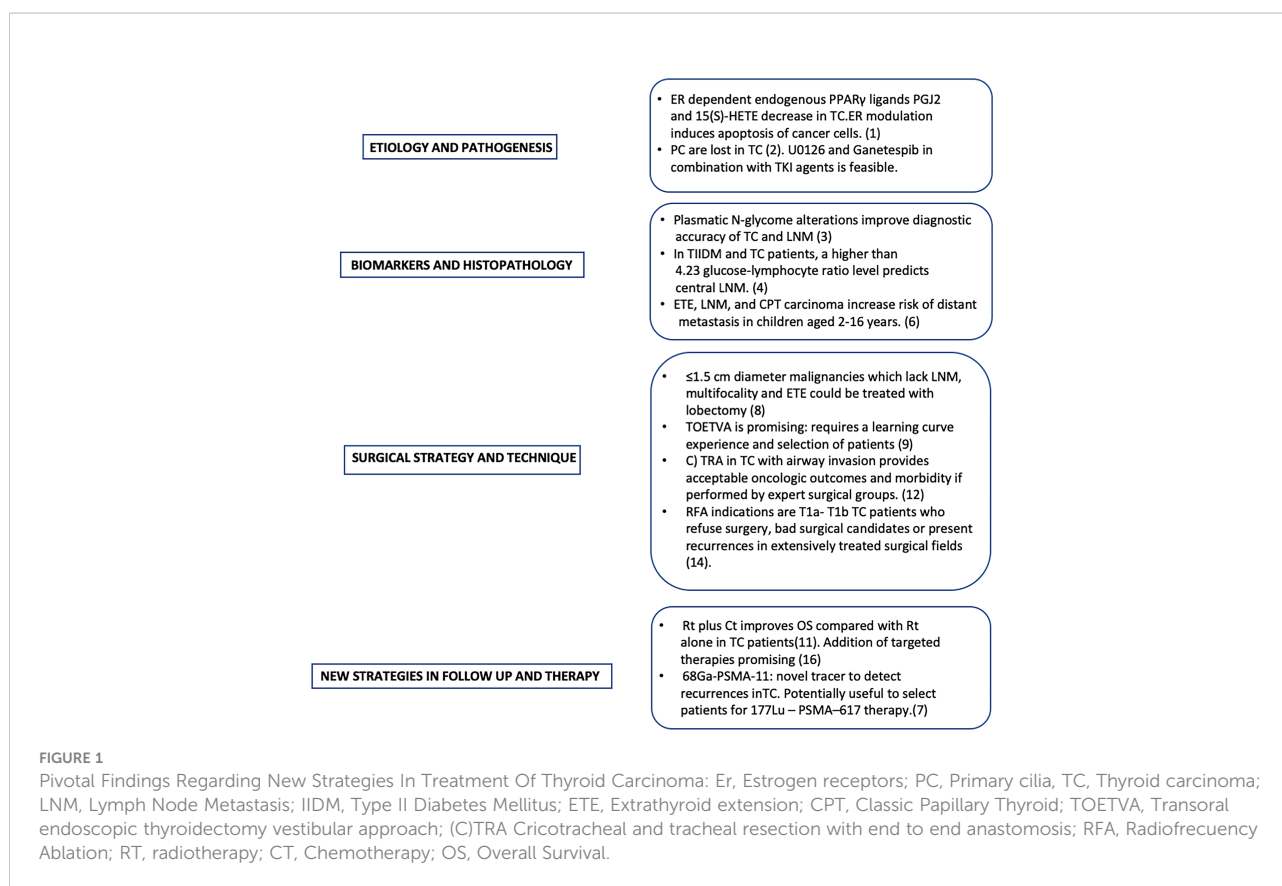 ETIOLOGY AND PATHOGENESIS
• ER dependent endogenous PPARγ ligands PGJ2
and 15(S)-HETE decrease in TC.ER modulation
induces apoptosis of cancer cells. (1)
• PC are lost in TC (2). U0126 and Ganetespib in
combination with TKI agents is feasible.
BIOMARKERS AND HISTOPATHOLOGY
• Plasmatic N-glycome alterations improve diagnostic
accuracy of TC and LNM (3)
• In TIIDM and TC patients, a higher than
4.23 glucose-lymphocyte ratio level predicts
central LNM. (4)
• ETE, LNM, and CPT carcinoma increase risk of distant
metastasis in children aged 2-16 years. (6)
SURGICAL STRATEGY AND TECHNIQUE
• ≤1.5 cm diameter malignancies which lack LNM,
multifocality and ETE could be treated with
lobectomy (8)
• TOETVA is promising: requires a learning curve
experience and selection of patients (9)
• C) TRA in TC with airway invasion provides
acceptable oncologic outcomes and morbidity if
performed by expert surgical groups. (12)
• RFA indications are T1a- T1b TC patients who
refuse surgery, bad surgical candidates or present
recurrences in extensively treated surgical fields
(14).
NEW STRATEGIES IN FOLLOW UP AND THERAPY
• Rt plus Ct improves OS compared with Rt
alone in TC patients(11). Addition of targeted
therapies promising (16)
• 68Ga-PSMA-11: novel tracer to detect
recurrences inTC. Potentially useful to select
patients for 177Lu – PSMA–617 therapy.(7)
FIGURE 1
Pivotal Findings Regarding New Strategies In Treatment Of Thyroid Carcinoma: Er, Estrogen receptors; PC, Primary cilia, TC, Thyroid carcinoma;
LNM, Lymph Node Metastasis; IIDM, Type II Diabetes Mellitus; ETE, Extrathyroid extension; CPT, Classic Papillary Thyroid; TOETVA, Transoral
endoscopic thyroidectomy vestibular approach; (C)TRA Cricotracheal and tracheal resection with end to end anastomosis; RFA, Radiofrecuency
Ablation; RT, radiotherapy; CT, Chemotherapy; OS, Overall Survival.